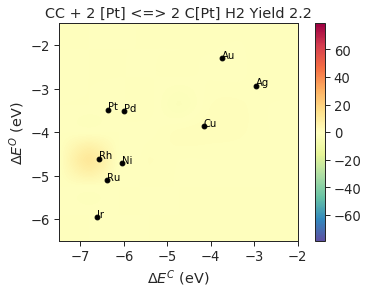 CC + 2 [Pt] <=> 2 C[Pt] H2 Yield 2.2
−2
−3
−4
−5
−6
ΔE^O (eV)
Au
Ag
Pt
Pd
Cu
Rh
Ni
Ru
Ir
−7
−6
−5
−4
−3
−2
ΔE^C (eV)
60
40
20
0
−20
−40
−60